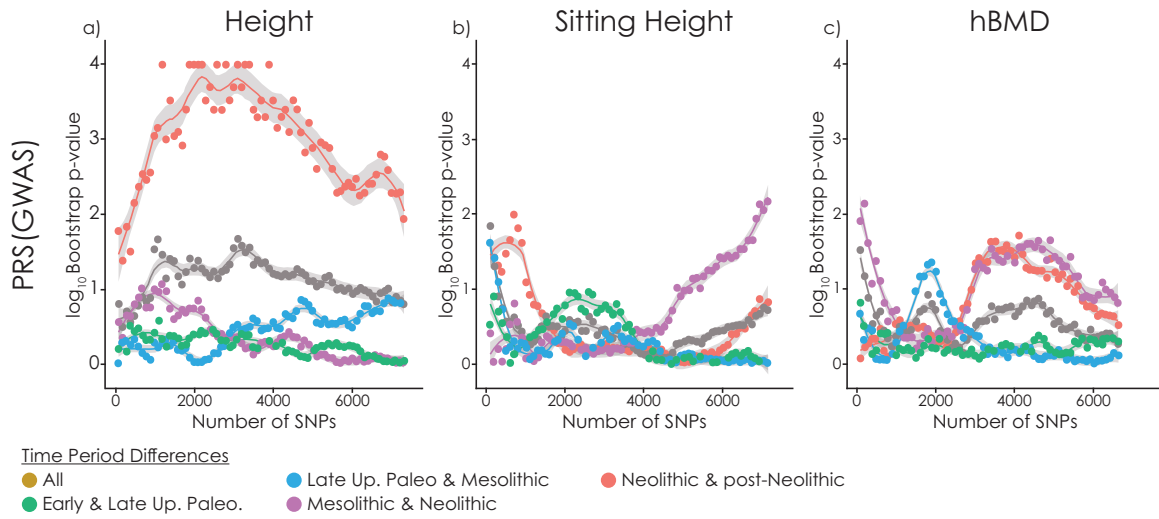 Height
Sitting Height
hBMD
a)
b)
c)
PRS(GWAS)
log10 Bootstrap p-value
4
3
2
1
0
0
2000
4000
6000
Number of SNPs
log10 Bootstrap p-value
4
3
2
1
0
0
2000
4000
6000
Number of SNPs
log10 Bootstrap p-value
4
3
2
1
0
0
2000
4000
6000
Number of SNPs
Time Period Differences
All
Late Up. Paleo & Mesolithic
Neolithic & post-Neolithic
Early & Late Up. Paleo.
Mesolithic & Neolithic